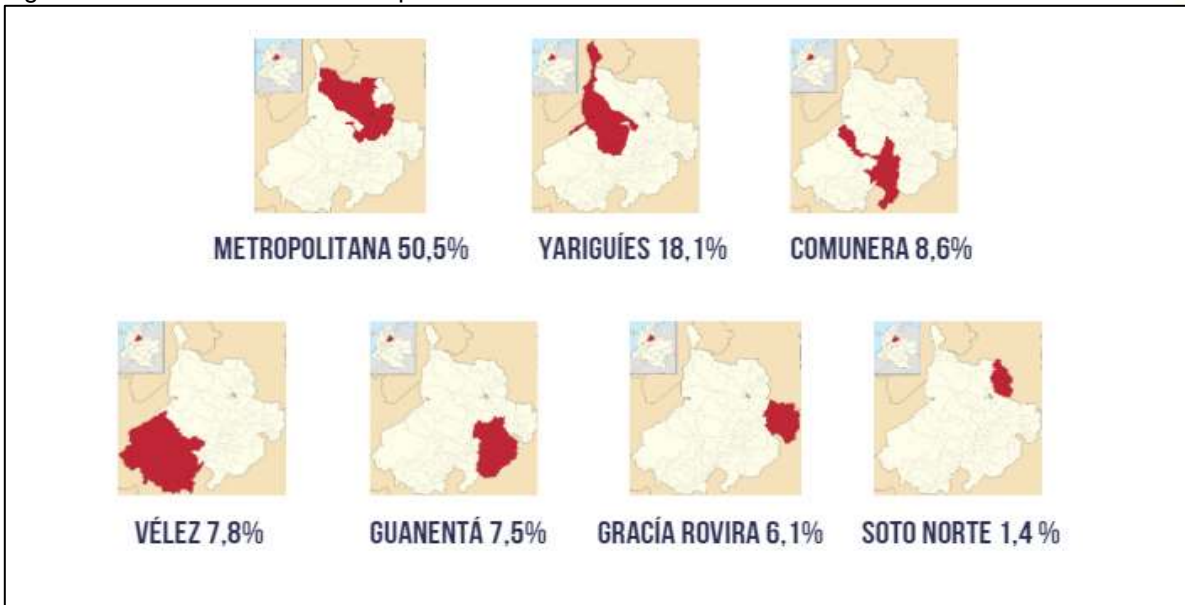 METROPOLITANA 50,5%
YARIGUÍES 18,1%
COMUNERA 8,6%
VÉLEZ 7,8%
GUANENTÁ 7,5%
GRACÍA ROVIRA 6,1%
SOTO NORTE 1,4 %